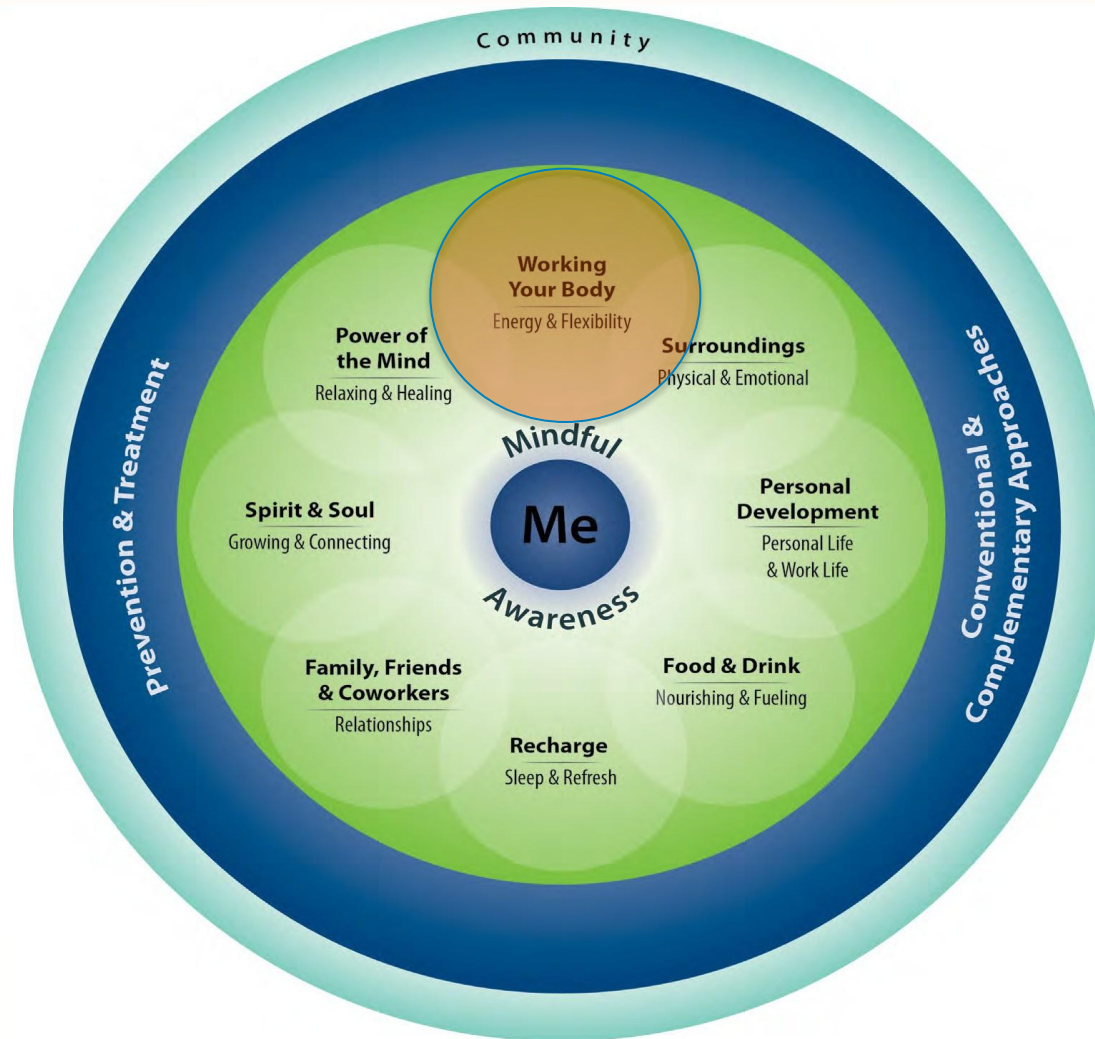 Community
Working
Your Body
Energy & Flexibility
Power of
the Mind
Relaxing & Healing
Surroundings
Physical & Emotional
Prevention & Treatment
Conventional &
Complementary Approaches
Mindful
Me
Awareness
Spirit & Soul
Growing & Connecting
Personal
Development
Personal Life
& Work Life
Family, Friends
& Coworkers
Relationships
Food & Drink
Nourishing & Fueling
Recharge
Sleep & Refresh